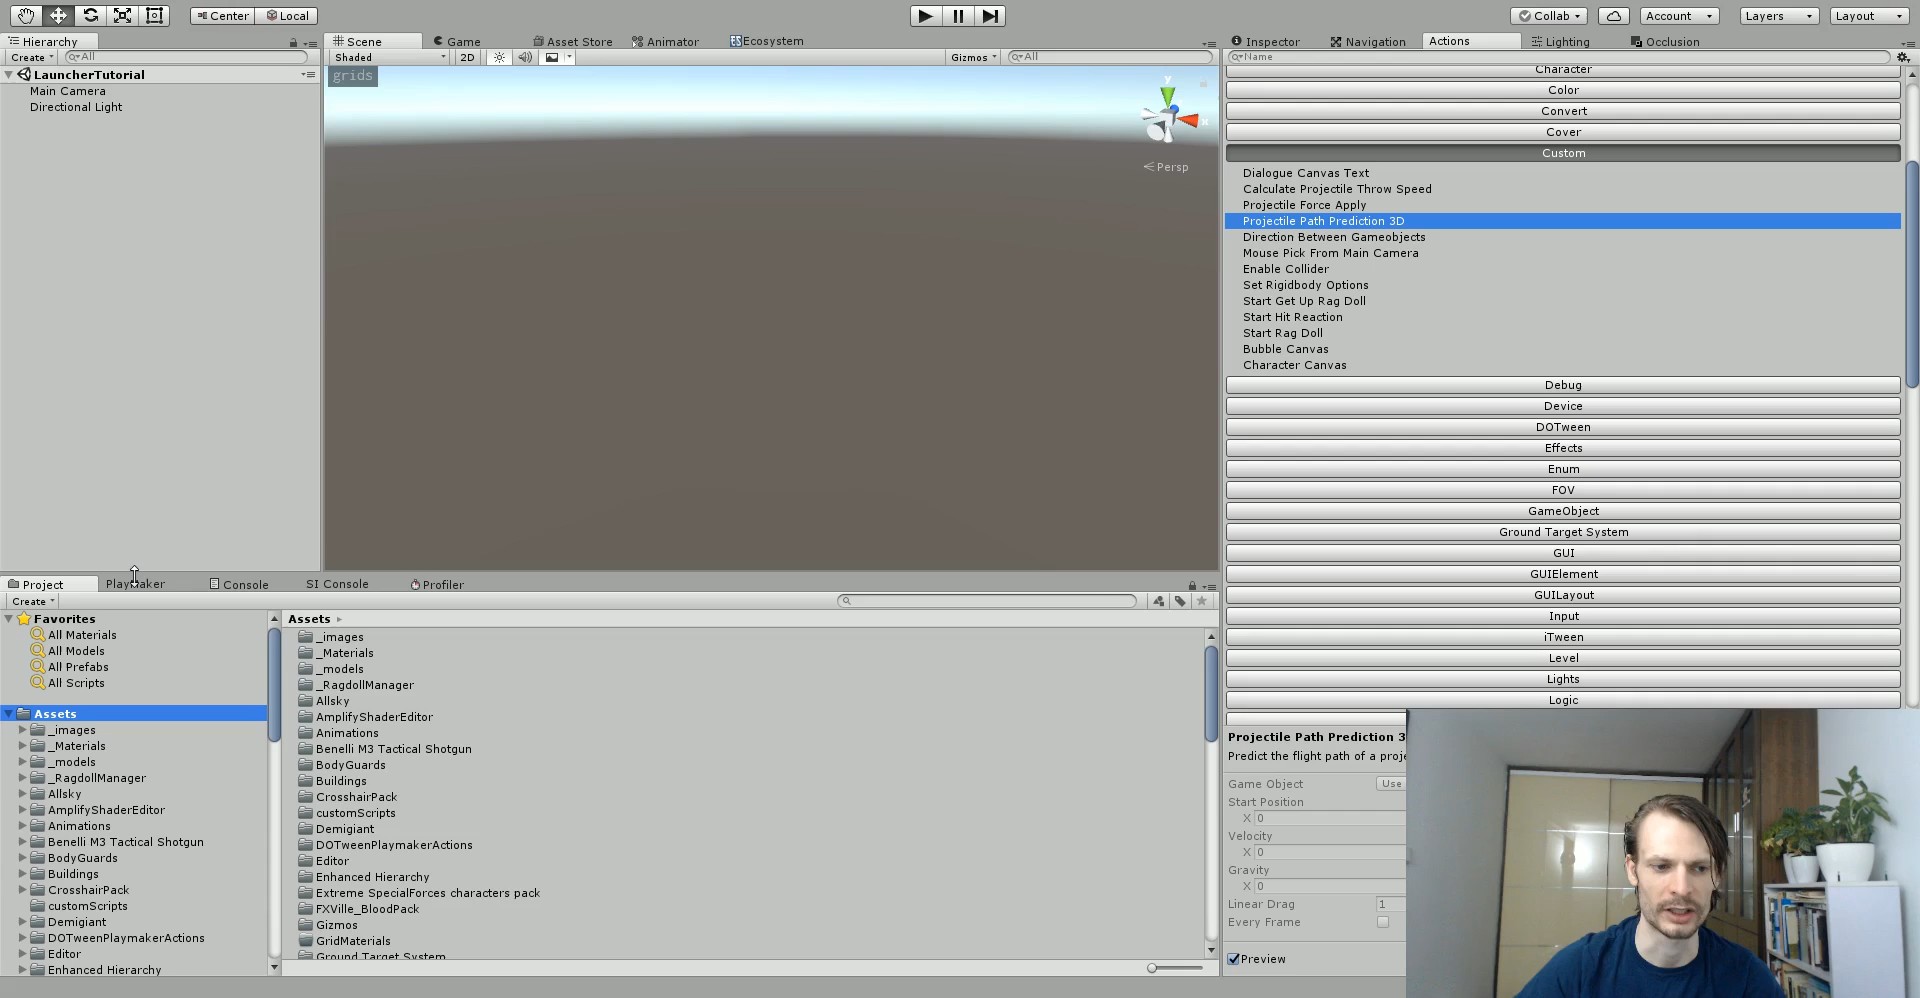 Center
Local
Collab
Account
Layers
Layout
Hierarchy
Create
All
LauncherTutorial
Main Camera
Directional Light
Scene
Game
Asset Store
Animator
Ecosystem
Shaded
2D
Gizmos
All
grids
y
x
Persp
Project
Playmaker
Console
SI Console
Profiler
Create
Favorites
All Materials
All Models
All Prefabs
All Scripts
Assets
_images
_Materials
_models
_RagdollManager
Allsky
AmplifyShaderEditor
Animations
Benelli M3 Tactical Shotgun
BodyGuards
Buildings
CrosshairPack
customScripts
Demigiant
DOTweenPlaymakerActions
Editor
Enhanced Hierarchy
Assets
_images
_Materials
_models
_RagdollManager
Allsky
AmplifyShaderEditor
Animations
Benelli M3 Tactical Shotgun
BodyGuards
Buildings
CrosshairPack
customScripts
Demigiant
DOTweenPlaymakerActions
Editor
Enhanced Hierarchy
Extreme SpecialForces characters pack
FXVille_BloodPack
Gizmos
GridMaterials
Ground Target System
Inspector
Navigation
Actions
Lighting
Occlusion
Name
Character
Color
Convert
Cover
Custom
Dialogue Canvas Text
Calculate Projectile Throw Speed
Projectile Force Apply
Projectile Path Prediction 3D
Direction Between Gameobjects
Mouse Pick From Main Camera
Enable Collider
Set Rigidbody Options
Start Get Up Rag Doll
Start Hit Reaction
Start Rag Doll
Bubble Canvas
Character Canvas
Debug
Device
DOTween
Effects
Enum
FOV
GameObject
Ground Target System
GUI
GUIElement
GUILayout
Input
iTween
Level
Lights
Logic
Projectile Path Prediction 3
Predict the flight path of a proje
Game Object Use
Start Position
X 0
Velocity
X 0
Gravity
X 0
Linear Drag 1
Every Frame
Preview